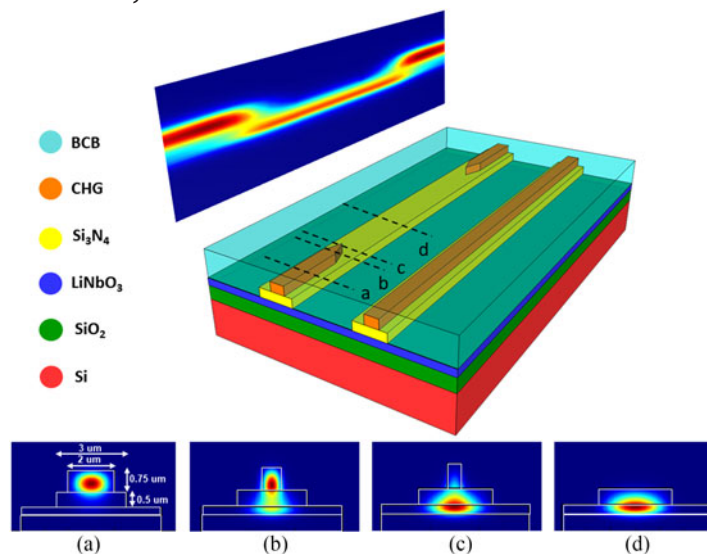 BCB
CHG
Si₃N₄
LiNbO₃
SiO₂
Si
d
c
b
a
3 um
2 um
0.75 um
0.5 um
(a)
(b)
(c)
(d)